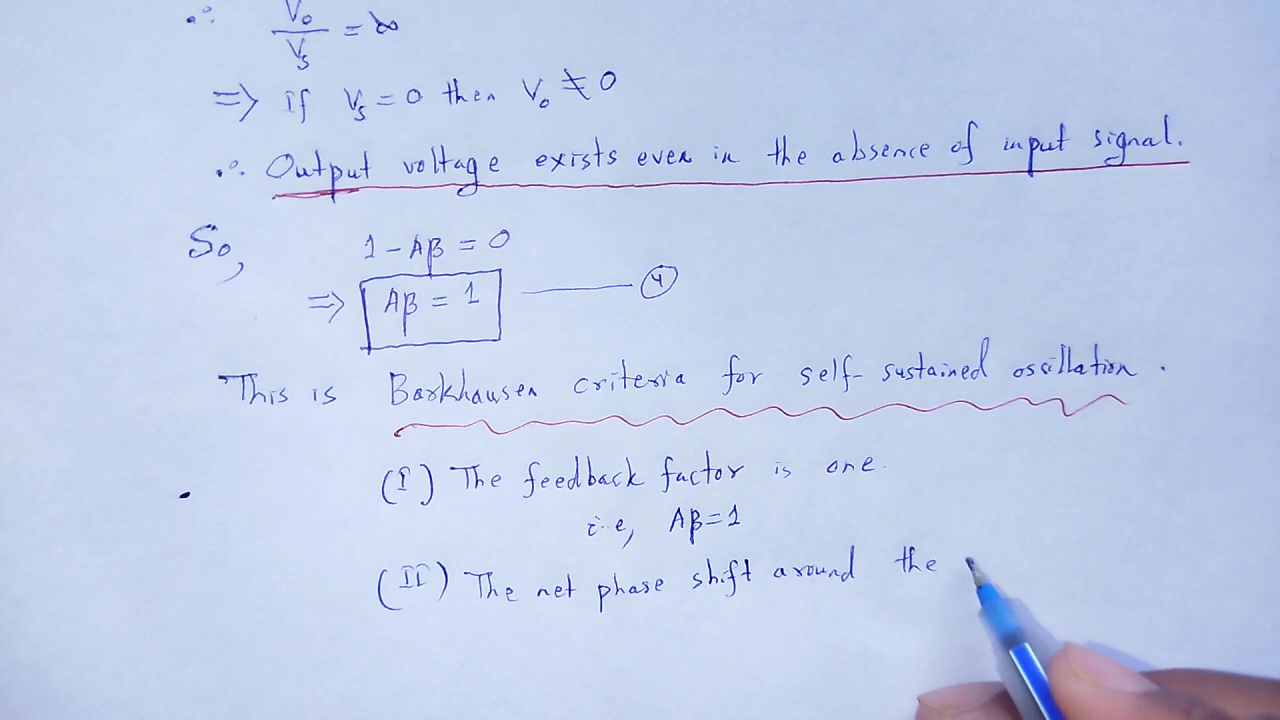 ∴ Vo/Vs = ∞
=> If Vs = 0 then Vo ≠ 0
∴ Output voltage exists even in the absence of input signal.
So, 1 - Aβ = 0
=> Aβ = 1 ——— (4)
This is Barkhausen criteria for self-sustained oscillation.
(I) The feedback factor is one.
i.e, Aβ=1
(II) The net phase shift around the